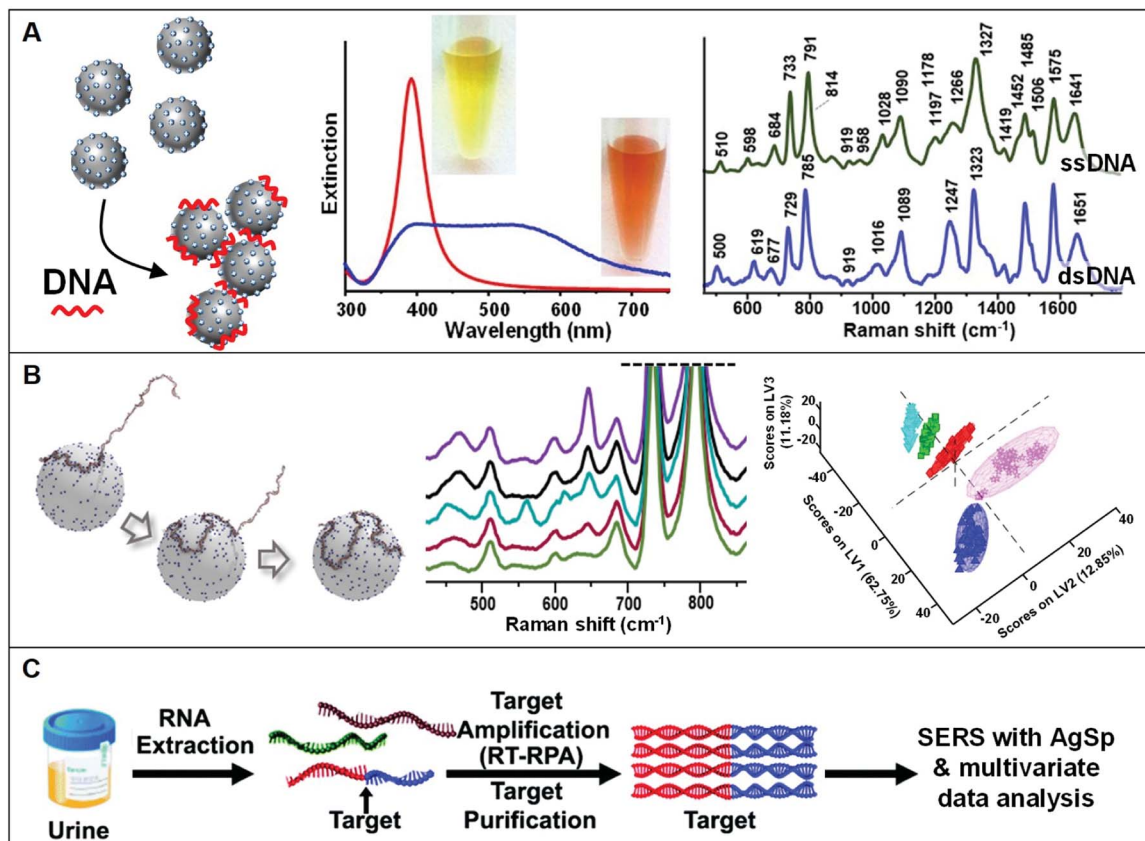 A
DNA
Extinction
300 400 500 600 700
Wavelength (nm)
510
598
684
733
791
814
919
958
1028
1090
1178
1197
1266
1327
1419
1452
1485
1506
1575
1641
ssDNA
500
619
677
729
785
919
1016
1089
1247
1323
1651
dsDNA
600 800 1000 1200 1400 1600
Raman shift (cm-1)
B
500 600 700 800
Raman shift (cm-1)
Scores on LV3
(11.18%)
20
0
-20
-40
-20
0
20
40
Scores on LV1 (62.75%)
-20
0
20
40
Scores on LV2 (12.85%)
C
Urine
RNA
Extraction
Target
Target
Amplification
(RT-RPA)
Target
Purification
Target
SERS with AgSp
& multivariate
data analysis